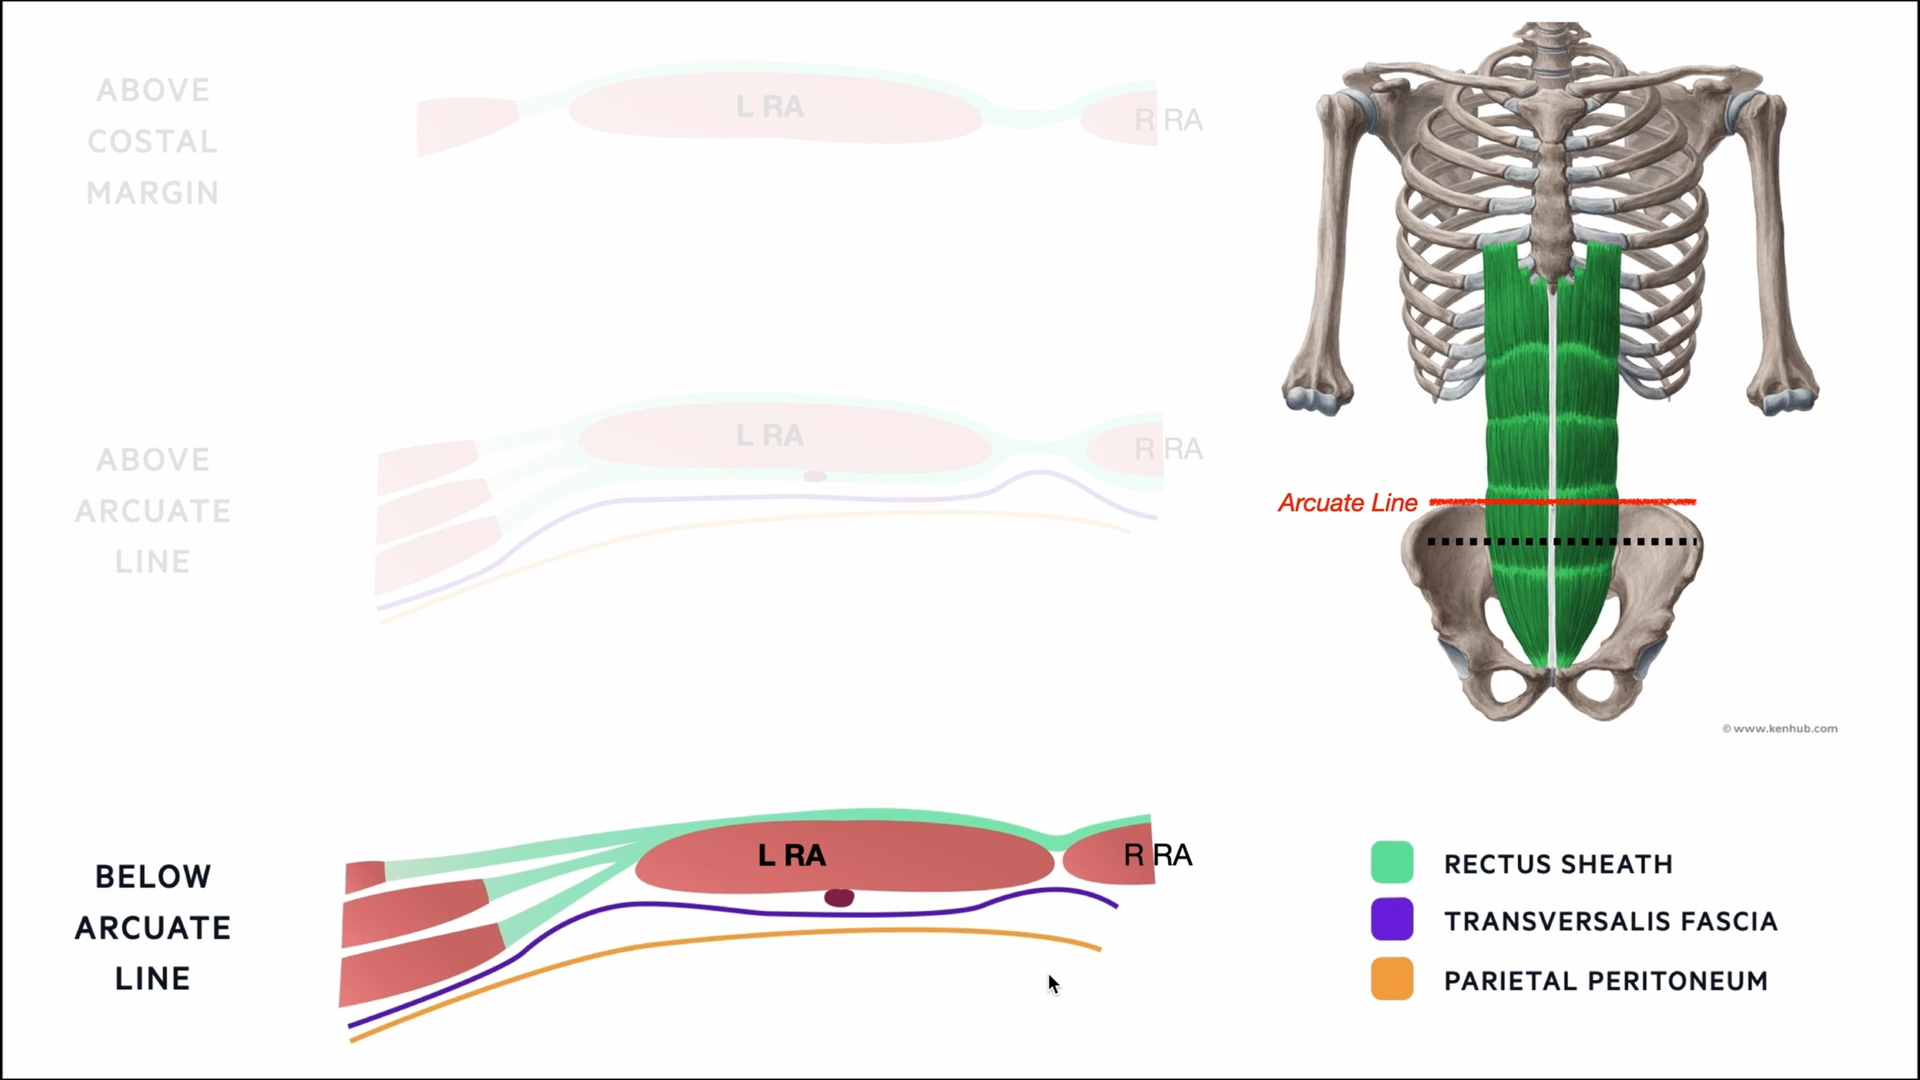 ABOVE
COSTAL
MARGIN
L RA
R RA
ABOVE
ARCUATE
LINE
L RA
R RA
Arcuate Line
© www.kenhub.com
BELOW
ARCUATE
LINE
L RA
R RA
RECTUS SHEATH
TRANSVERSALIS FASCIA
PARIETAL PERITONEUM